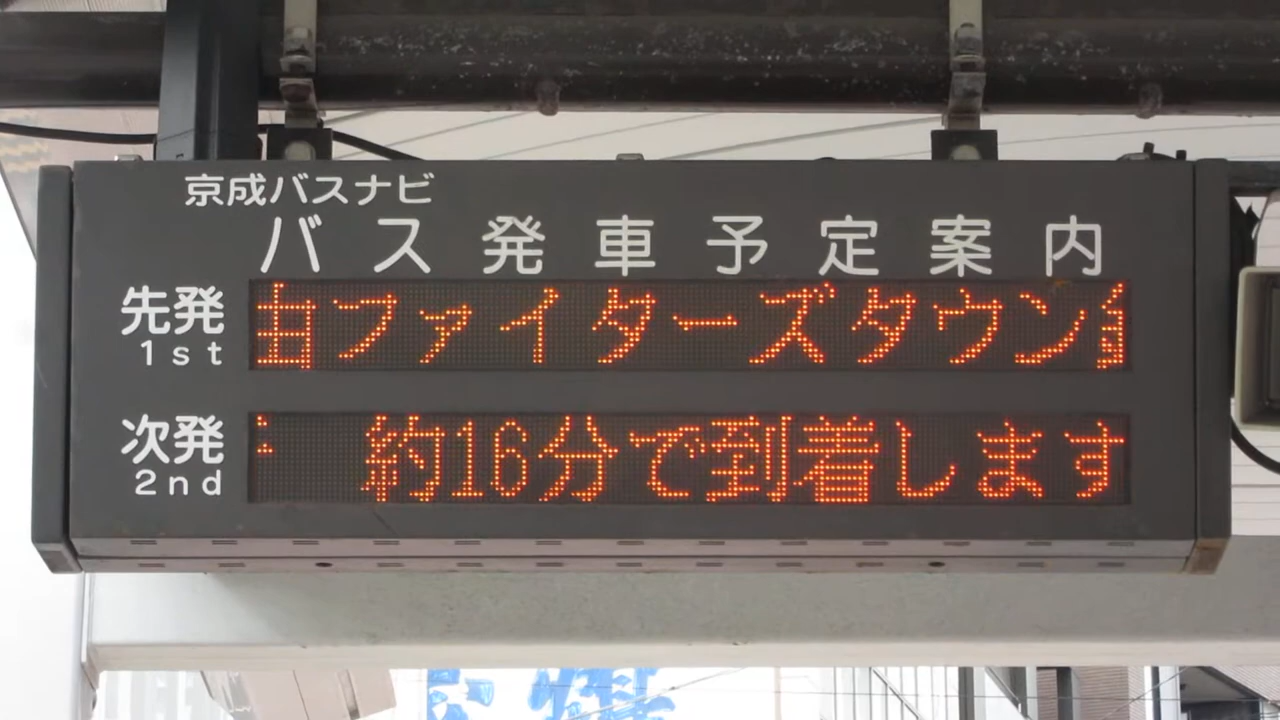 京成バスナビ
バス発車予定案内
先発
由ファイターズタウン
1st
次発
約16分で到着します
2nd